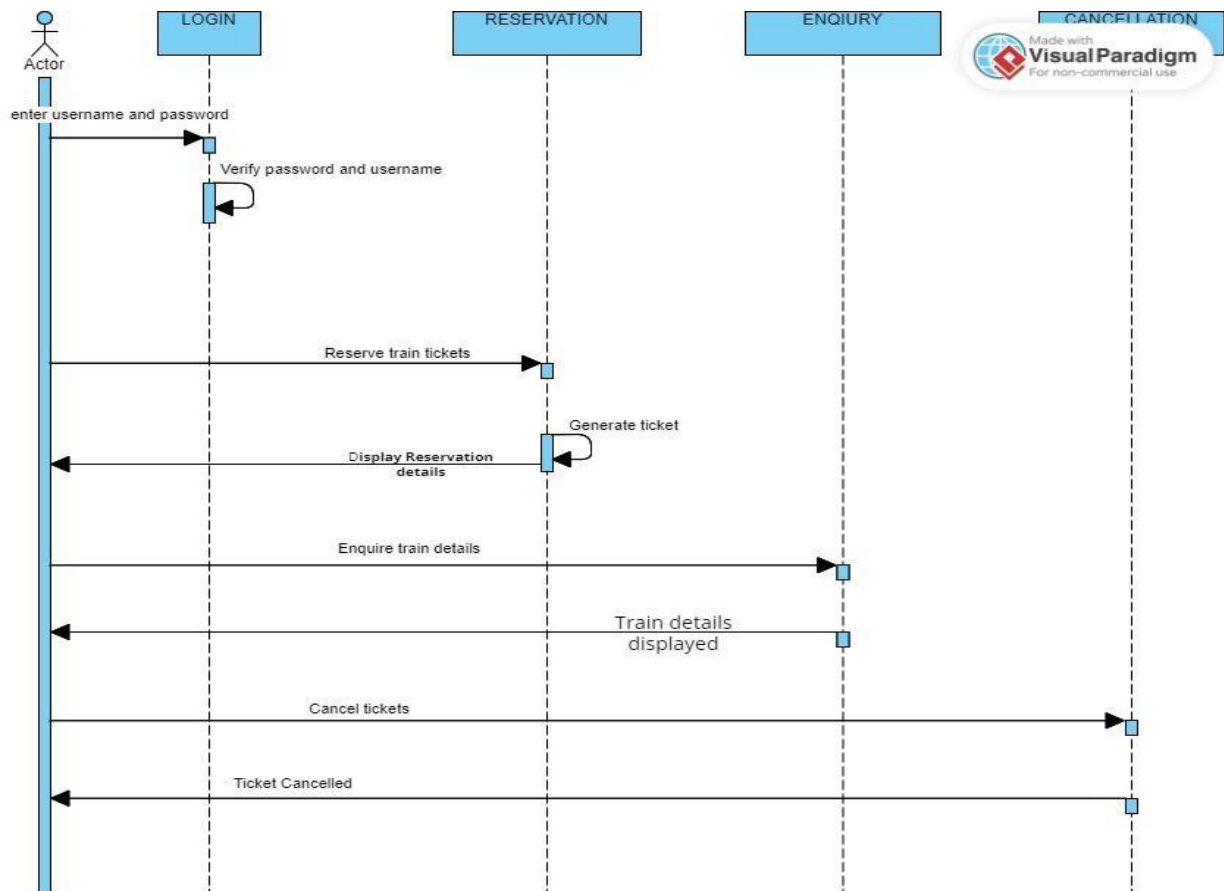 LOGIN
RESERVATION
ENQIURY
CANCELLATION
Made with
Visual Paradigm
For non-commercial use
Actor
enter username and password
Verify password and username
Reserve train tickets
Generate ticket
Display Reservation
details
Enquire train details
Train details
displayed
Cancel tickets
Ticket Cancelled